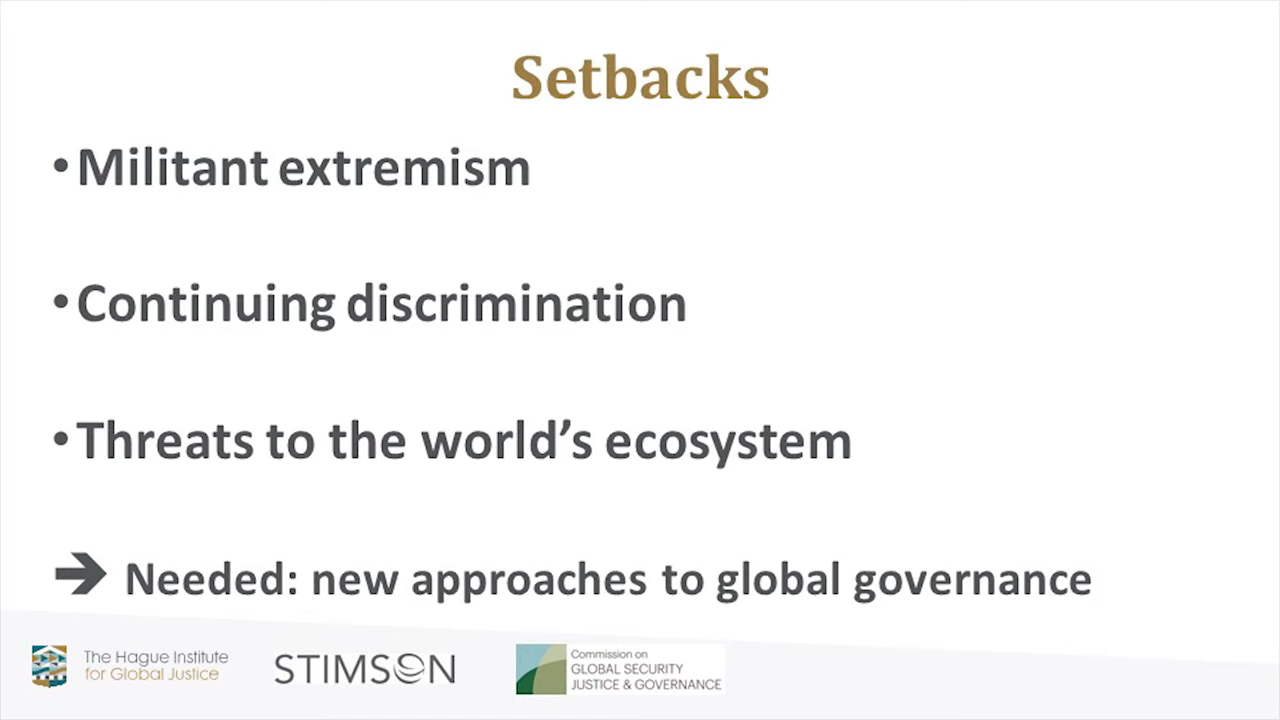 Setbacks
• Militant extremism
• Continuing discrimination
• Threats to the world’s ecosystem
➔ Needed: new approaches to global governance
The Hague Institute
for Global Justice
STIMSON
Commission on
GLOBAL SECURITY
JUSTICE & GOVERNANCE